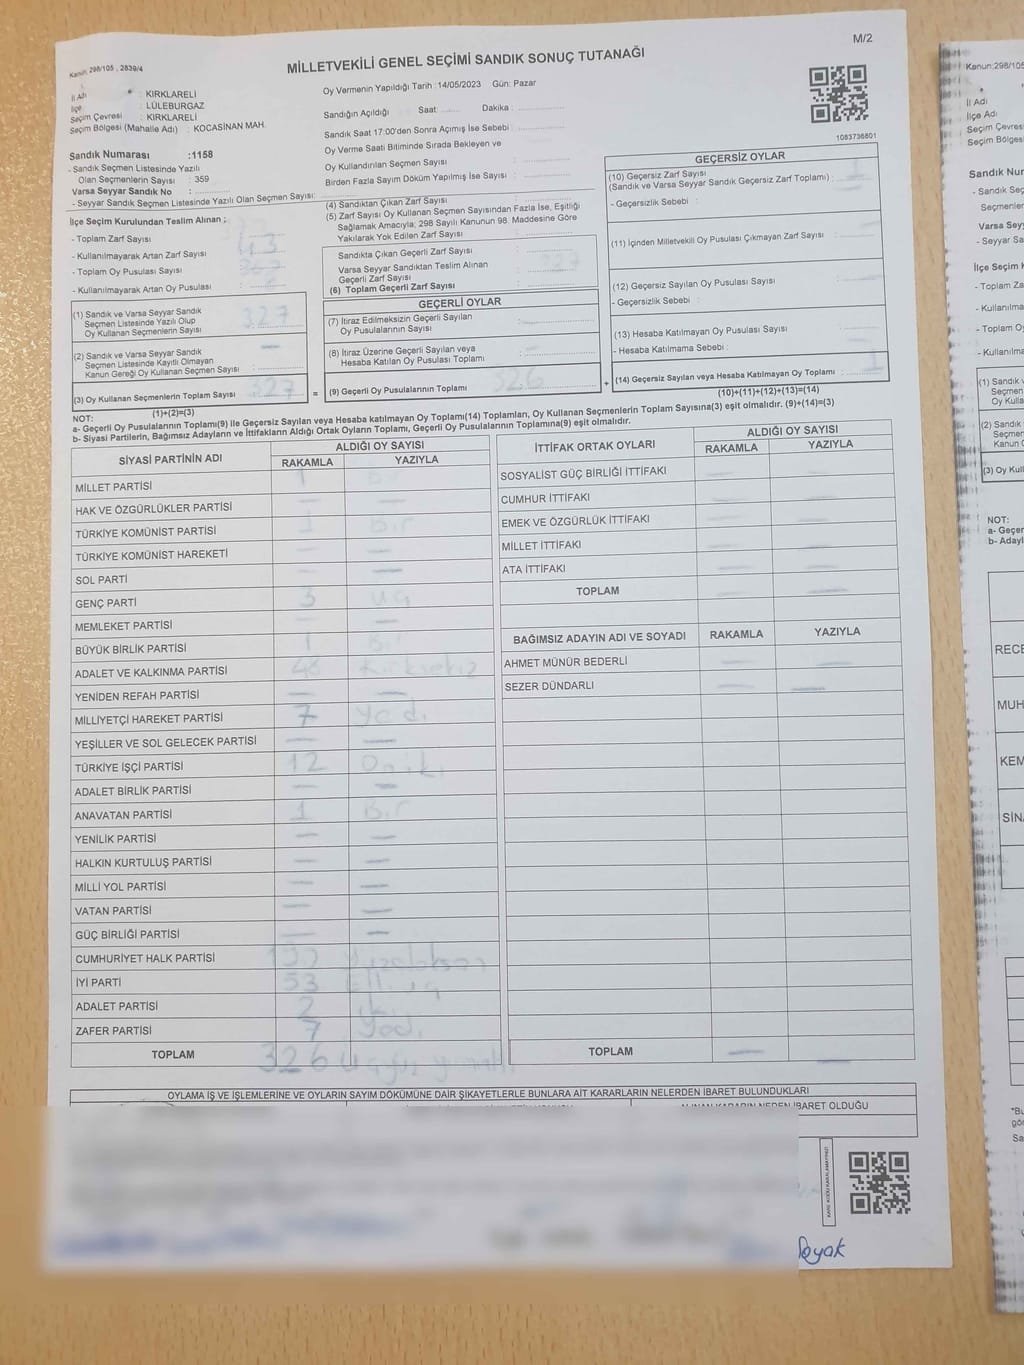 M/2
Kanun: 298/105 , 2839/4
MİLLETVEKİLİ GENEL SEÇİMİ SANDIK SONUÇ TUTANAĞI
İl Adı : KIRKLARELİ
İlçe : LÜLEBURGAZ
Seçim Çevresi : KIRKLARELİ
Seçim Bölgesi (Mahalle Adı) : KOCASİNAN MAH.
Oy Vermenin Yapıldığı Tarih :14/05/2023 Gün: Pazar
Sandığın Açıldığı Saat: Dakika :
Sandık Saat 17:00'den Sonra Açmış İse Sebebi :
Oy Verme Saati Bitiminde Sırada Bekleyen ve
Oy Kullandırılan Seçmen Sayısı :
Birden Fazla Sayım Döküm Yapılmış İse Sayısı :
1083736801
Sandık Numarası :1158
- Sandık Seçmen Listesinde Yazılı
Olan Seçmenlerin Sayısı : 359
Varsa Seyyar Sandık No :
- Seyyar Sandık Seçmen Listesinde Yazılı Olan Seçmen Sayısı:
İlçe Seçim Kurulundan Teslim Alınan ;
- Toplam Zarf Sayısı :
- Kullanılmayarak Artan Zarf Sayısı :
- Toplam Oy Pusulası Sayısı :
- Kullanılmayarak Artan Oy Pusulası :
(1) Sandık ve Varsa Seyyar Sandık
Seçmen Listesinde Yazılı Olup
Oy Kullanan Seçmenlerin Sayısı : 327
(2) Sandık ve Varsa Seyyar Sandık
Seçmen Listesinde Kayıtlı Olmayan
Kanun Gereği Oy Kullanan Seçmen Sayısı : —
(3) Oy Kullanan Seçmenlerin Toplam Sayısı : 327
(1)+(2)=(3)
(4) Sandıktan Çıkan Zarf Sayısı :
(5) Zarf Sayısı Oy Kullanan Seçmen Sayısından Fazla İse, Eşitliği
Sağlamak Amacıyla; 298 Sayılı Kanunun 98. Maddesine Göre
Yakılarak Yok Edilen Zarf Sayısı :
Sandıkta Çıkan Geçerli Zarf Sayısı :
Varsa Seyyar Sandıktan Teslim Alınan
Geçerli Zarf Sayısı : 327
(6) Toplam Geçerli Zarf Sayısı :
GEÇERLİ OYLAR
(7) İtiraz Edilmeksizin Geçerli Sayılan
Oy Pusulalarının Sayısı :
(8) İtiraz Üzerine Geçerli Sayılan veya
Hesaba Katılan Oy Pusulası Toplamı :
= (9) Geçerli Oy Pusulalarının Toplamı : 326
GEÇERSİZ OYLAR
(10) Geçersiz Zarf Sayısı
(Sandık ve Varsa Seyyar Sandık Geçersiz Zarf Toplamı) :
- Geçersizlik Sebebi :
(11) İçinden Milletvekili Oy Pusulası Çıkmayan Zarf Sayısı :
(12) Geçersiz Sayılan Oy Pusulası Sayısı :
- Geçersizlik Sebebi :
(13) Hesaba Katılmayan Oy Pusulası Sayısı :
- Hesaba Katılmama Sebebi :
+ (14) Geçersiz Sayılan veya Hesaba Katılmayan Oy Toplamı : 1
(10)+(11)+(12)+(13)=(14)
NOT:
a- Geçerli Oy Pusulalarının Toplamı(9) ile Geçersiz Sayılan veya Hesaba katılmayan Oy Toplamı(14) Toplamları, Oy Kullanan Seçmenlerin Toplam Sayısına(3) eşit olmalıdır. (9)+(14)=(3)
b- Siyasi Partilerin, Bağımsız Adayların ve İttifakların Aldığı Ortak Oyların Toplamı, Geçerli Oy Pusulalarının Toplamına(9) eşit olmalıdır.
SİYASİ PARTİNİN ADI ALDIĞI OY SAYISI
RAKAMLA YAZIYLA
MİLLET PARTİSİ 1 Bir
HAK VE ÖZGÜRLÜKLER PARTİSİ — —
TÜRKİYE KOMÜNİST PARTİSİ 1 Bir
TÜRKİYE KOMÜNİST HAREKETİ — —
SOL PARTİ — —
GENÇ PARTİ 3 üç
MEMLEKET PARTİSİ — —
BÜYÜK BİRLİK PARTİSİ 1 Bir
ADALET VE KALKINMA PARTİSİ 48 Kırksekiz
YENİDEN REFAH PARTİSİ — —
MİLLİYETÇİ HAREKET PARTİSİ 7 Yedi
YEŞİLLER VE SOL GELECEK PARTİSİ — —
TÜRKİYE İŞÇİ PARTİSİ 12 Oniki
ADALET BİRLİK PARTİSİ — —
ANAVATAN PARTİSİ 1 Bir
YENİLİK PARTİSİ — —
HALKIN KURTULUŞ PARTİSİ — —
MİLLİ YOL PARTİSİ — —
VATAN PARTİSİ — —
GÜÇ BİRLİĞİ PARTİSİ — —
CUMHURİYET HALK PARTİSİ
İYİ PARTİ 53 Elliüç
ADALET PARTİSİ 2 iki
ZAFER PARTİSİ 7 Yedi
TOPLAM 326
İTTİFAK ORTAK OYLARI ALDIĞI OY SAYISI
RAKAMLA YAZIYLA
SOSYALİST GÜÇ BİRLİĞİ İTTİFAKI — —
CUMHUR İTTİFAKI — —
EMEK VE ÖZGÜRLÜK İTTİFAKI — —
MİLLET İTTİFAKI — —
ATA İTTİFAKI — —
TOPLAM — —
BAĞIMSIZ ADAYIN ADI VE SOYADI RAKAMLA YAZIYLA
AHMET MÜNÜR BEDERLİ — —
SEZER DÜNDARLI — —
TOPLAM — —
OYLAMA İŞ VE İŞLEMLERİNE VE OYLARIN SAYIM DÖKÜMÜNE DAİR ŞİKAYETLERLE BUNLARA AİT KARARLARIN NELERDEN İBARET BULUNDUKLARI
ALINAN KARARIN NEDEN İBARET OLDUĞU
KARE KODU KARALAMAYINIZ!
Kanun:298/105
İl Adı
İlçe Adı
Seçim Çevresi
Seçim Bölgesi
Sandık Num
- Sandık Seç
Seçmenler
Varsa Seyy
- Seyyar Sa
İlçe Seçim K
- Toplam Za
- Kullanılma
- Toplam Oy
- Kullanılm
(1) Sandık v
Seçmen
Oy Kulla
(2) Sandık
Seçmen
Kanun G
(3) Oy Kull
NOT:
a- Geçer
b- Adayl
RECE
MUH
KEM
SİNA